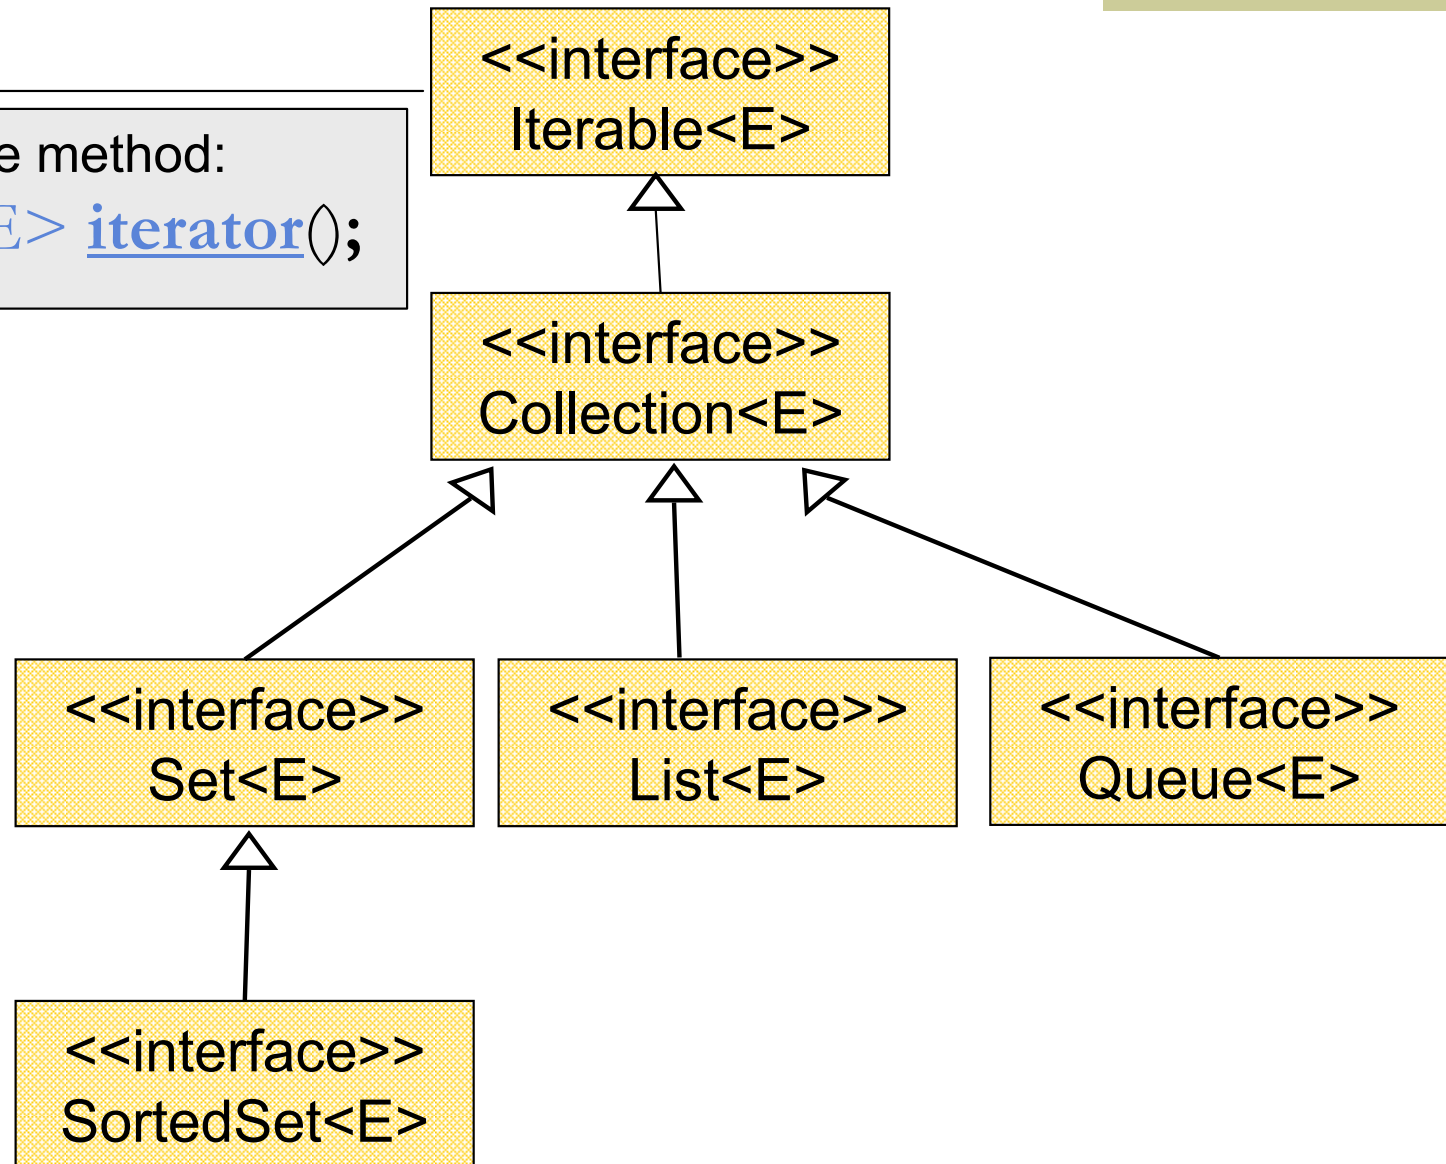 <<interface>>
Iterable<E>
e method:
E> iterator();
<<interface>>
Collection<E>
<<interface>>
Set<E>
<<interface>>
List<E>
<<interface>>
Queue<E>
<<interface>>
SortedSet<E>